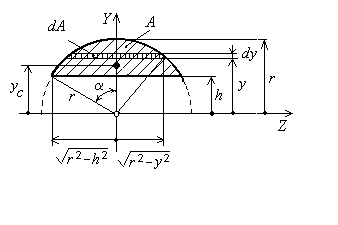 dA Y A
dy
y_c r α h y r
Z
√r²−h² √r²−y²